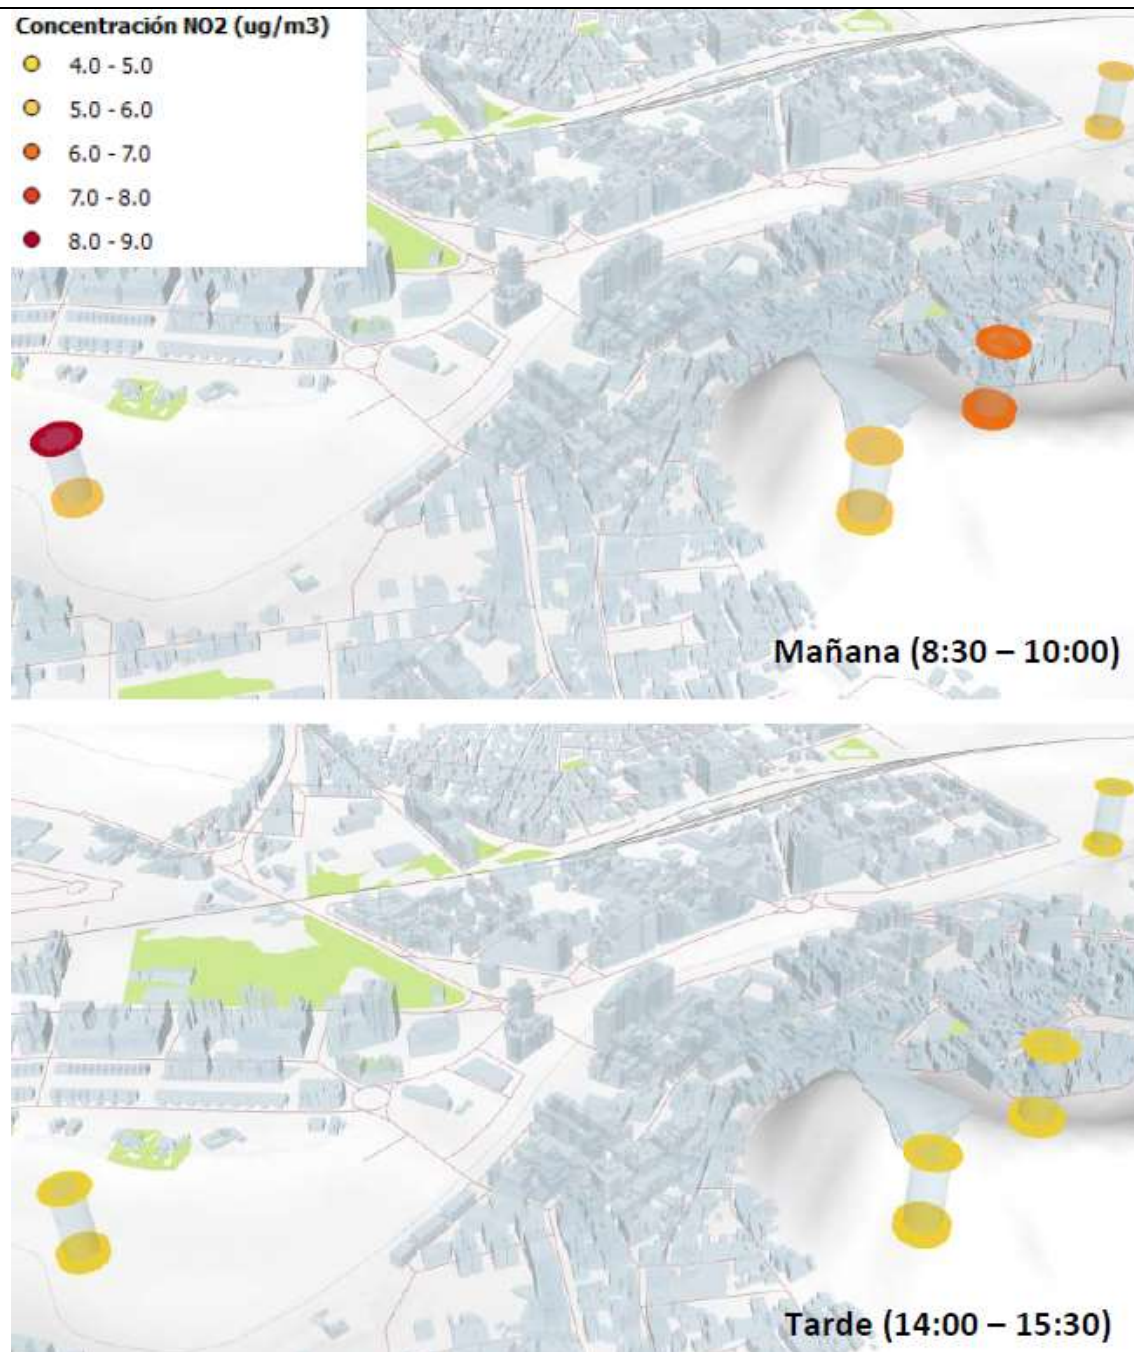 Concentración NO2 (ug/m3)
4.0 - 5.0
5.0 - 6.0
6.0 - 7.0
7.0 - 8.0
8.0 - 9.0
Mañana (8:30 – 10:00)
Tarde (14:00 – 15:30)